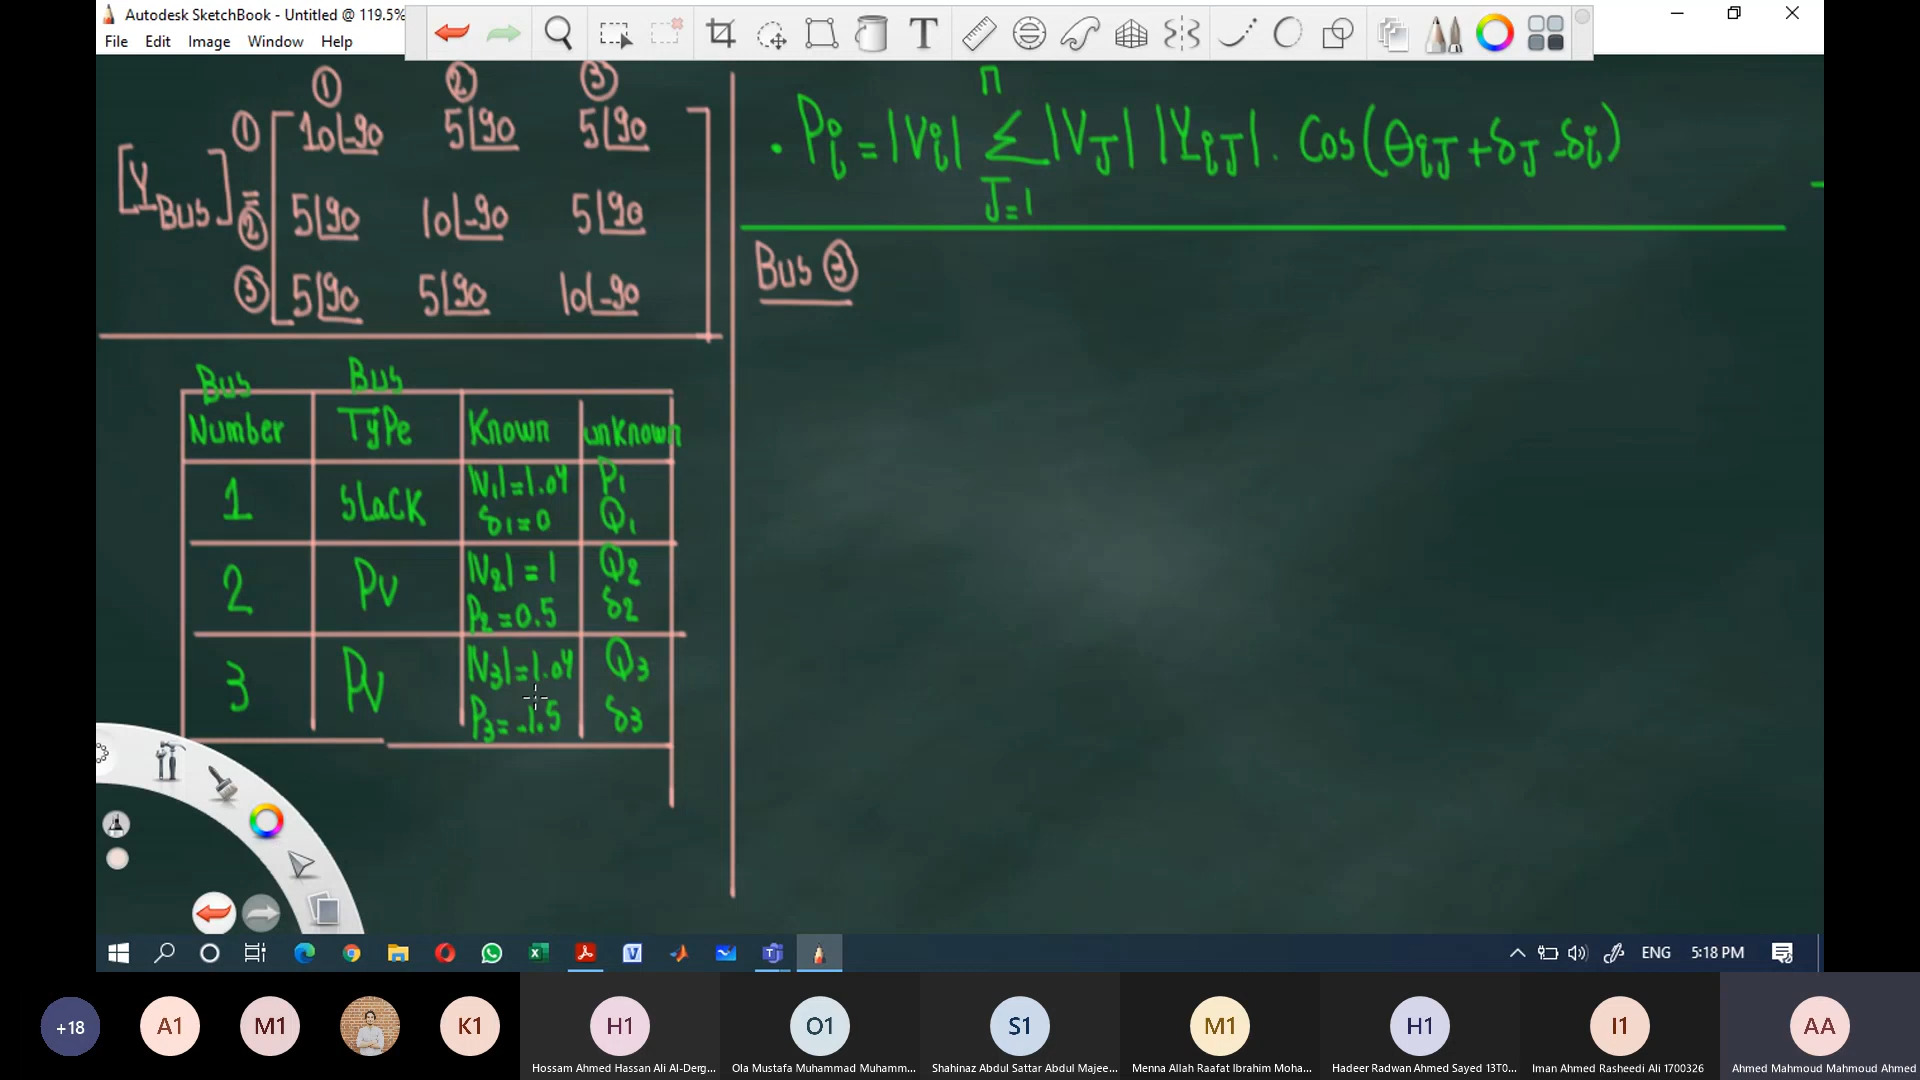 Autodesk SketchBook - Untitled @ 119.5%
File Edit Image Window Help
① ② ③
[Y Bus] =
① 10∠-90 5∠90 5∠90
② 5∠90 10∠-90 5∠90
③ 5∠90 5∠90 10∠-90
Bus Number | Bus Type | Known | unknown
1 | SLacK | |V1|=1.04 δ1=0 | P1 Q1
2 | PV | |V2|=1 P2=0.5 | Q2 δ2
3 | PV | |V3|=1.04 P3=-1.5 | Q3 δ3
. Pi = |Vi| n Σ J=1 |VJ| |YiJ| . Cos(θiJ + δJ - δi)
Bus ③
ENG 5:18 PM
+18 A1 M1 K1 H1 O1 S1 M1 H1 I1 AA
Hossam Ahmed Hassan Ali Al-Derg...
Ola Mustafa Muhammad Muhamm...
Shahinaz Abdul Sattar Abdul Majee...
Menna Allah Raafat Ibrahim Moha...
Hadeer Radwan Ahmed Sayed 13T0...
Iman Ahmed Rasheedi Ali 1700326
Ahmed Mahmoud Mahmoud Ahmed